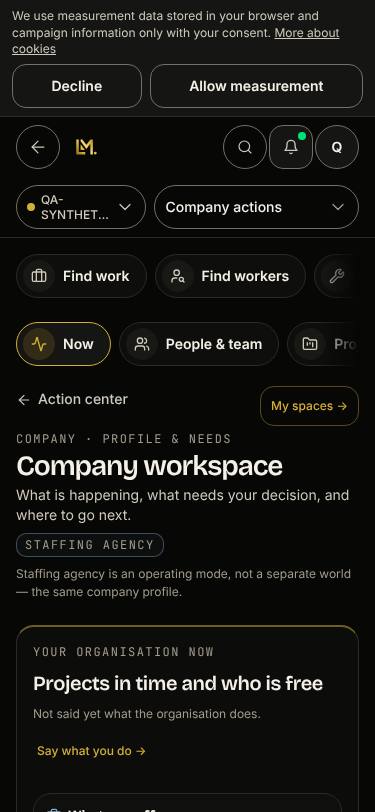 We use measurement data stored in your browser and
campaign information only with your consent. More about
cookies
Decline
Allow measurement
LM.
Q
QA-
SYNTHET...
Company actions
Find work
Find workers
Now
People & team
Pro
Action center
My spaces →
COMPANY · PROFILE & NEEDS
Company workspace
What is happening, what needs your decision, and
where to go next.
STAFFING AGENCY
Staffing agency is an operating mode, not a separate world
— the same company profile.
YOUR ORGANISATION NOW
Projects in time and who is free
Not said yet what the organisation does.
Say what you do →